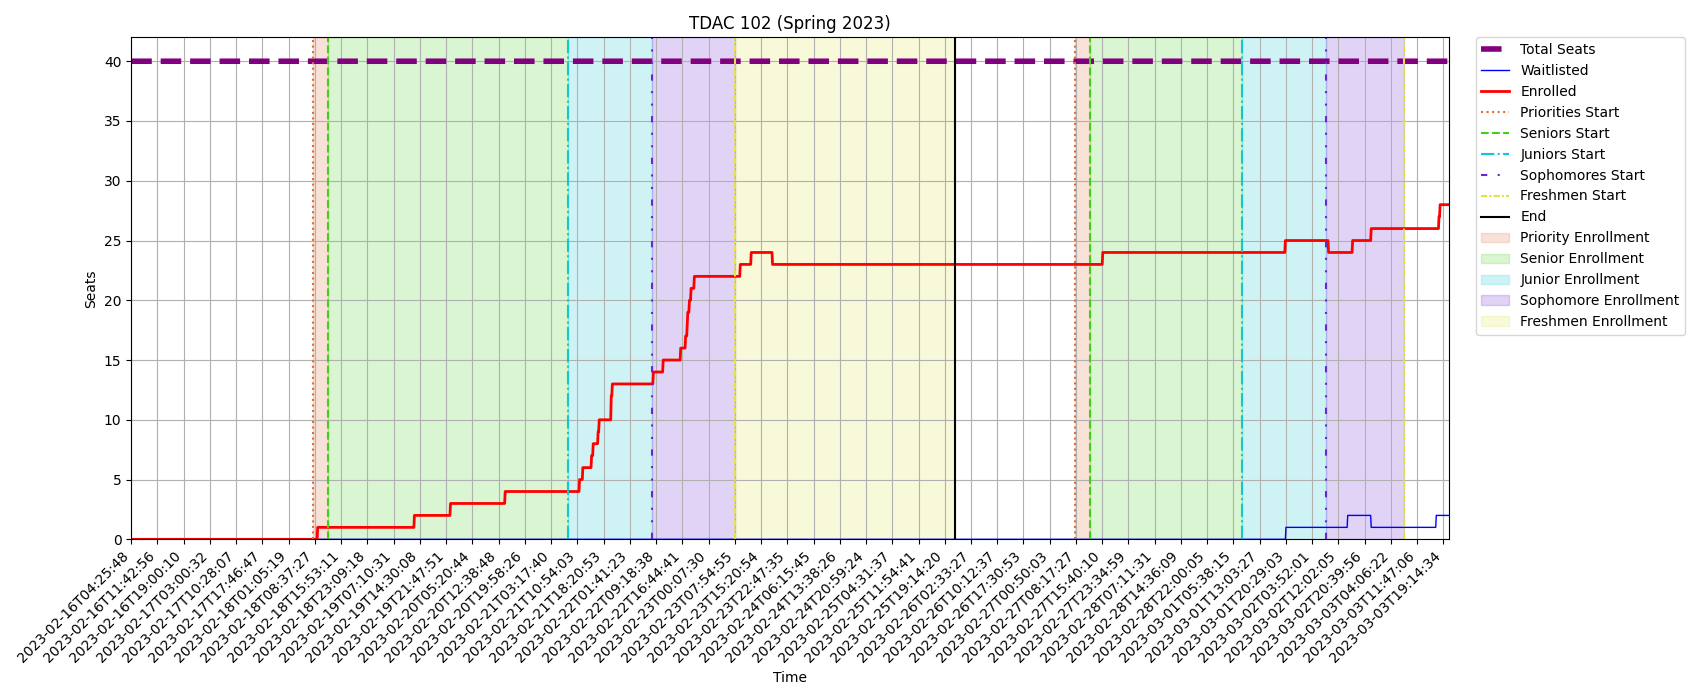 TDAC 102 (Spring 2023)
Seats
40
35
30
25
20
15
10
5
0
2023-02-16T04:25:48
2023-02-16T11:42:56
2023-02-16T19:00:10
2023-02-17T03:00:32
2023-02-17T10:28:07
2023-02-17T17:46:47
2023-02-18T01:05:19
2023-02-18T08:37:27
2023-02-18T15:53:11
2023-02-18T23:09:18
2023-02-19T07:10:31
2023-02-19T14:30:08
2023-02-19T21:47:51
2023-02-20T05:20:44
2023-02-20T12:38:48
2023-02-20T19:58:26
2023-02-21T03:17:40
2023-02-21T10:54:03
2023-02-21T18:20:53
2023-02-22T01:41:23
2023-02-22T09:18:38
2023-02-22T16:44:41
2023-02-23T00:07:30
2023-02-23T07:54:55
2023-02-23T15:20:54
2023-02-23T22:47:35
2023-02-24T06:15:45
2023-02-24T13:38:26
2023-02-24T20:59:24
2023-02-25T04:31:37
2023-02-25T11:54:41
2023-02-25T19:14:20
2023-02-26T02:33:27
2023-02-26T10:12:37
2023-02-26T17:30:53
2023-02-27T00:50:03
2023-02-27T08:17:27
2023-02-27T15:40:10
2023-02-27T23:34:59
2023-02-28T07:11:31
2023-02-28T14:36:09
2023-02-28T22:00:05
2023-03-01T05:38:15
2023-03-01T13:03:27
2023-03-01T20:29:03
2023-03-02T03:52:01
2023-03-02T12:02:05
2023-03-02T20:39:56
2023-03-03T04:06:22
2023-03-03T11:47:06
2023-03-03T19:14:34
Time
Total Seats
Waitlisted
Enrolled
Priorities Start
Seniors Start
Juniors Start
Sophomores Start
Freshmen Start
End
Priority Enrollment
Senior Enrollment
Junior Enrollment
Sophomore Enrollment
Freshmen Enrollment